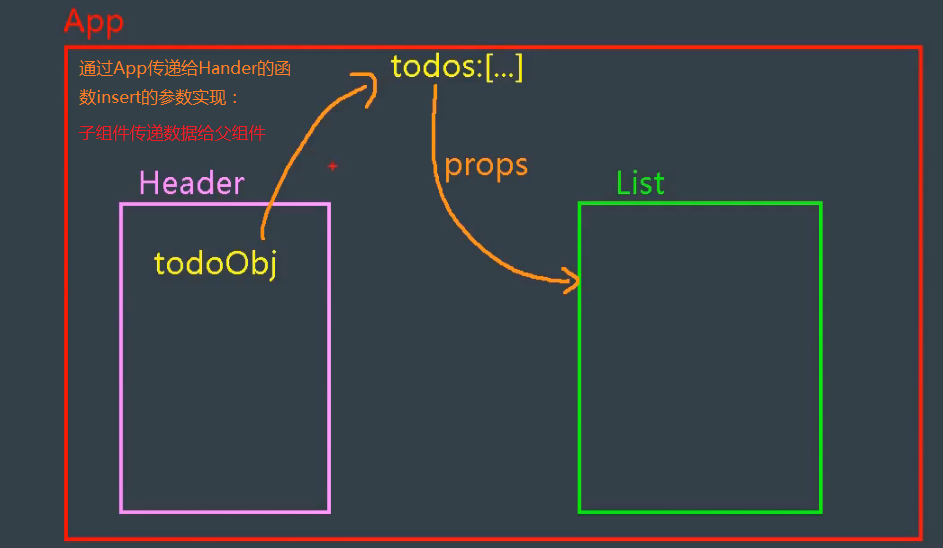 App
通过App传递给Hander的函
数insert的参数实现：
子组件传递数据给父组件
todos:[...]
props
Header
List
todoObj